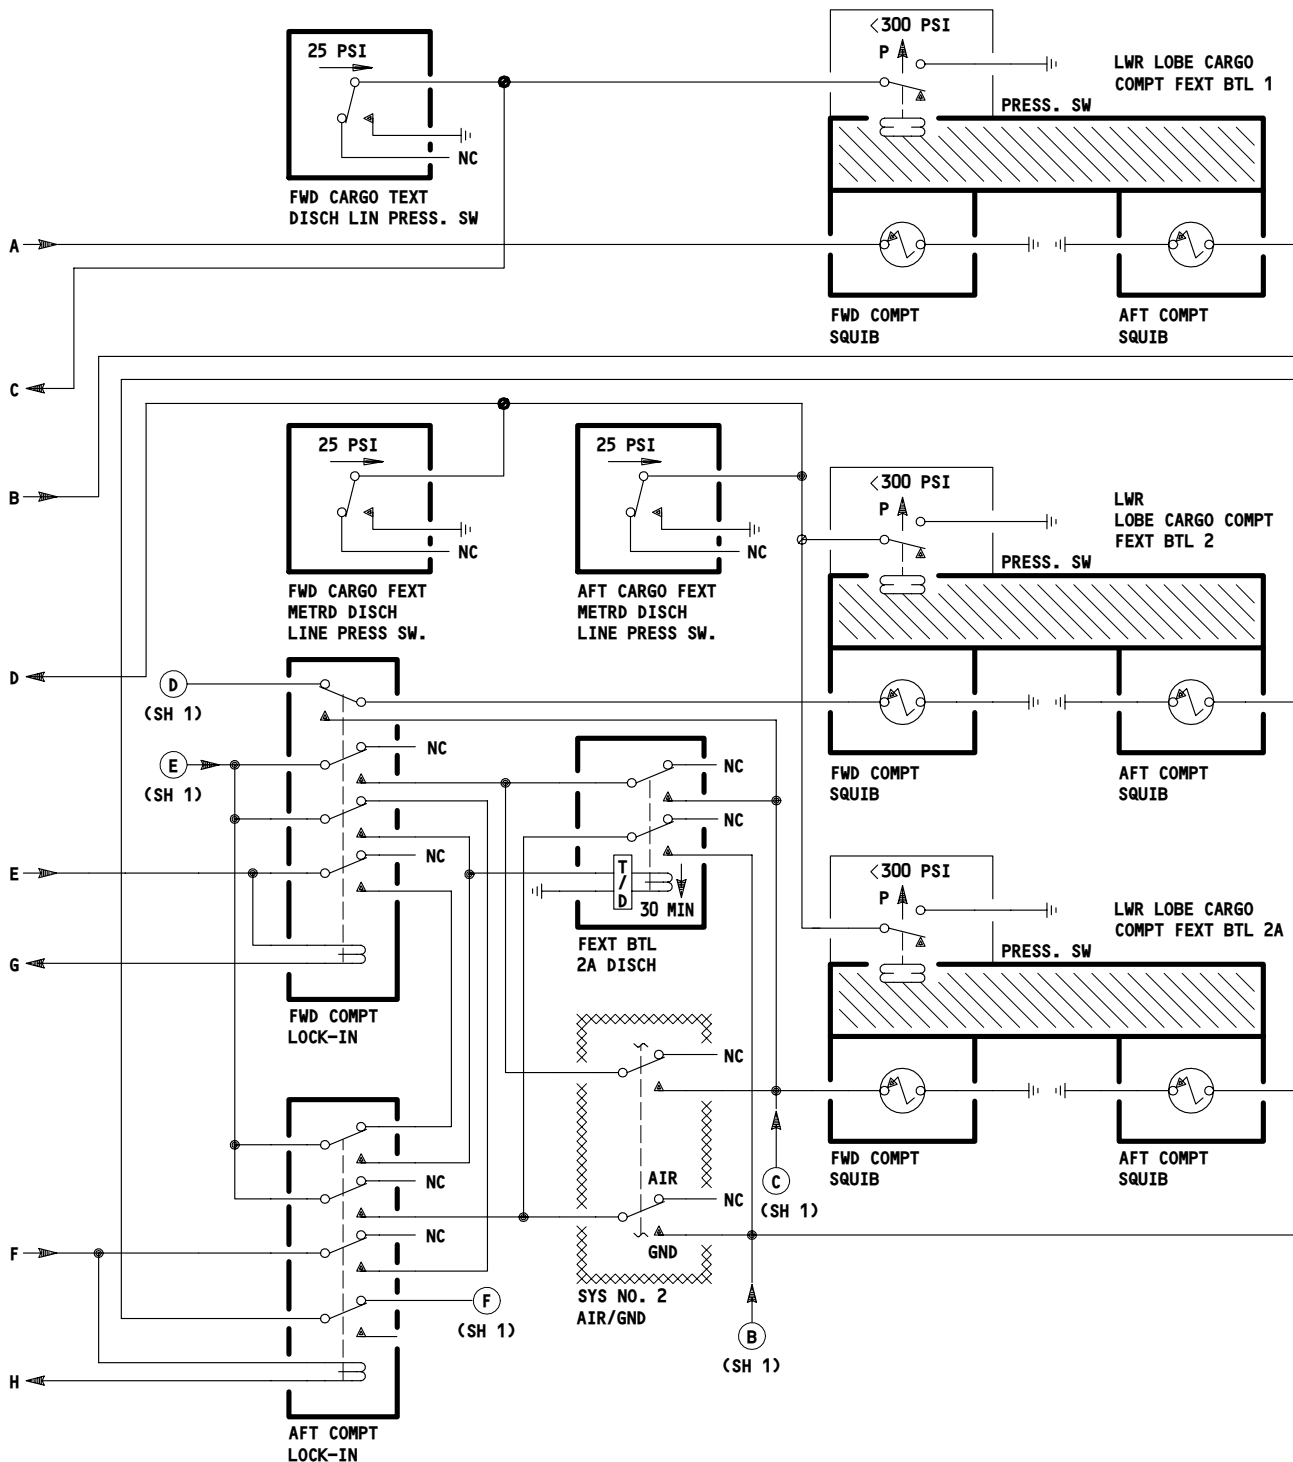 25 PSI
NC
FWD CARGO TEXT
DISCH LIN PRESS. SW
<300 PSI
P
PRESS. SW
LWR LOBE CARGO
COMPT FEXT BTL 1
FWD COMPT
SQUIB
AFT COMPT
SQUIB
A
C
B
25 PSI
NC
FWD CARGO FEXT
METRD DISCH
LINE PRESS SW.
25 PSI
NC
AFT CARGO FEXT
METRD DISCH
LINE PRESS SW.
<300 PSI
P
PRESS. SW
LWR
LOBE CARGO COMPT
FEXT BTL 2
FWD COMPT
SQUIB
AFT COMPT
SQUIB
D
D
(SH 1)
E
(SH 1)
NC
NC
E
G
FWD COMPT
LOCK-IN
NC
NC
T/D
30 MIN
FEXT BTL
2A DISCH
<300 PSI
P
PRESS. SW
LWR LOBE CARGO
COMPT FEXT BTL 2A
FWD COMPT
SQUIB
AFT COMPT
SQUIB
NC
AIR
NC
GND
SYS NO. 2
AIR/GND
C
(SH 1)
B
(SH 1)
NC
NC
F
F
(SH 1)
H
AFT COMPT
LOCK-IN